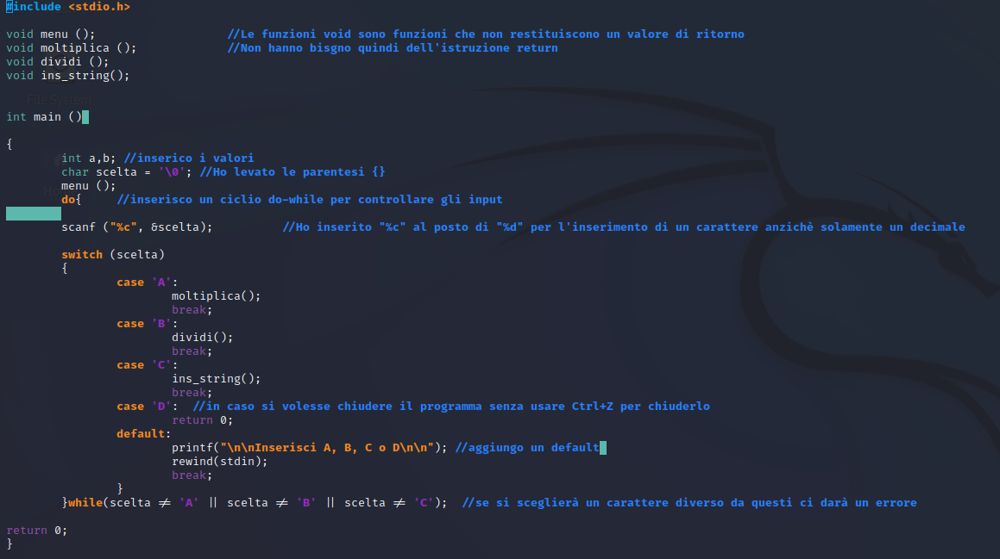 #include <stdio.h>
void menu (); //Le funzioni void sono funzioni che non restituiscono un valore di ritorno
void moltiplica (); //Non hanno bisgno quindi dell'istruzione return
void dividi ();
void ins_string();
File System
int main ()
{
int a,b; //inserico i valori
char scelta = '\0'; //Ho levato le parentesi {}
menu ();
do{ //inserisco un ciclio do-while per controllare gli input
scanf ("%c", &scelta); //Ho inserito "%c" al posto di "%d" per l'inserimento di un carattere anzichè solamente un decimale
switch (scelta)
{
case 'A':
moltiplica();
break;
case 'B':
dividi();
break;
case 'C':
ins_string();
break;
case 'D': //in caso si volesse chiudere il programma senza usare Ctrl+Z per chiuderlo
return 0;
default:
printf("\n\nInserisci A, B, C o D\n\n"); //aggiungo un default
rewind(stdin);
break;
}
}while(scelta ≠ 'A' || scelta ≠ 'B' || scelta ≠ 'C'); //se si sceglierà un carattere diverso da questi ci darà un errore
return 0;
}